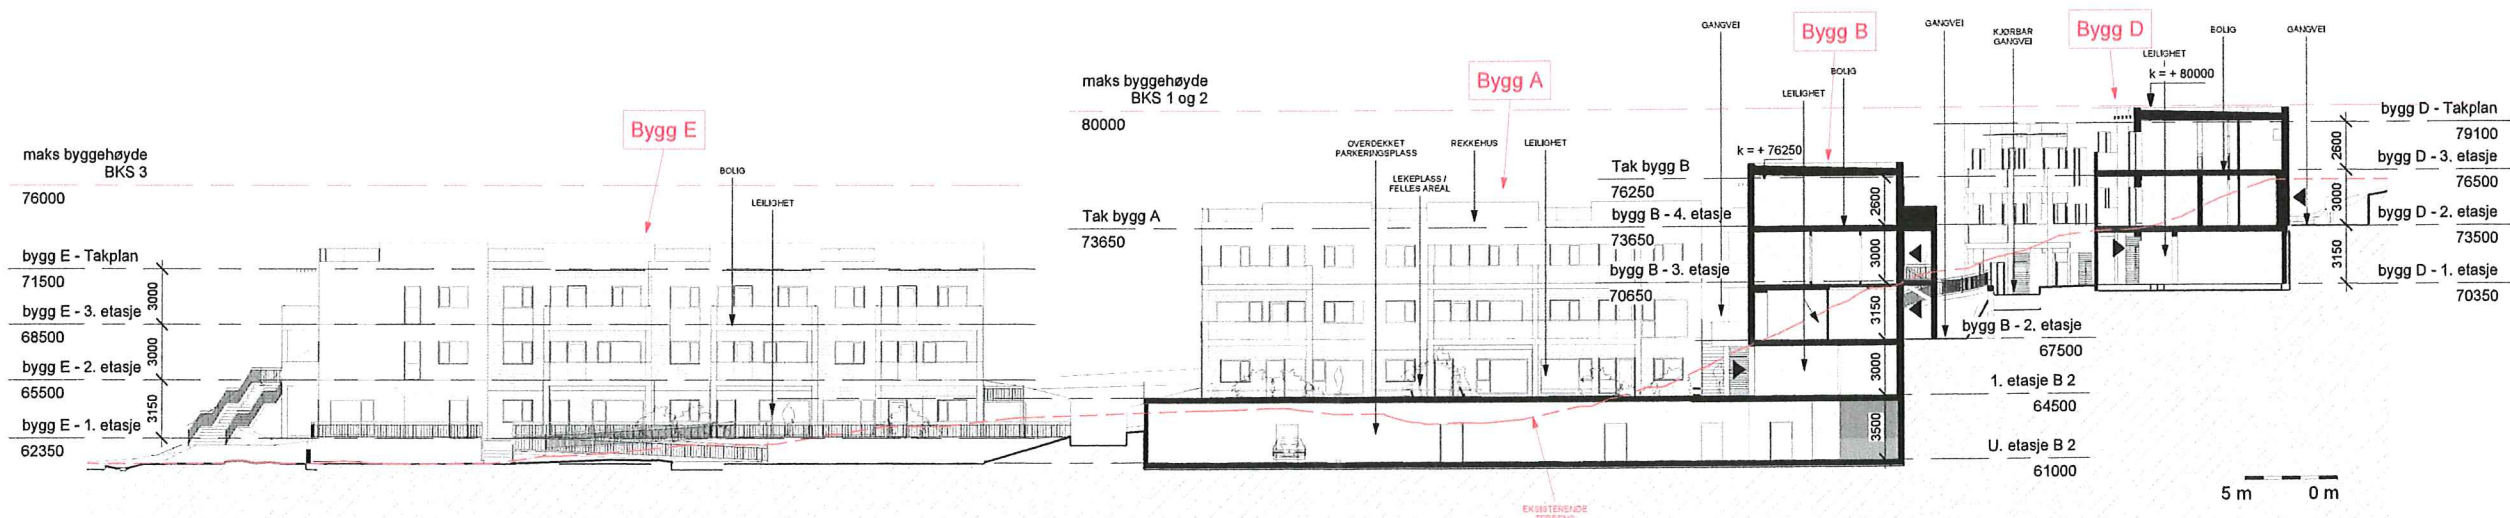 maks byggehøyde
BKS 3
76000
bygg E - Takplan
71500
bygg E - 3. etasje
68500
bygg E - 2. etasje
65500
bygg E - 1. etasje
62350
3000
3000
3150
Bygg E
BOLIG
LEILIGHET
maks byggehøyde
BKS 1 og 2
80000
Tak bygg A
73650
Bygg A
OVERDEKKET
PARKERINGSPLASS
LEKEPLASS /
FELLES AREAL
REKKEHUS
LEILIGHET
EKSISTERENDE
Tak bygg B
76250
bygg B - 4. etasje
73650
bygg B - 3. etasje
70650
GANGVEI
k = + 76250
Bygg B
BOLIG
LEILIGHET
2600
3000
3150
3000
3500
GANGVEI
KJØRBAR
GANGVEI
bygg B - 2. etasje
67500
1. etasje B 2
64500
U. etasje B 2
61000
Bygg D
LEILIGHET
k = + 80000
BOLIG
GANGVEI
2600
3000
3150
bygg D - Takplan
79100
bygg D - 3. etasje
76500
bygg D - 2. etasje
73500
bygg D - 1. etasje
70350
5 m
0 m